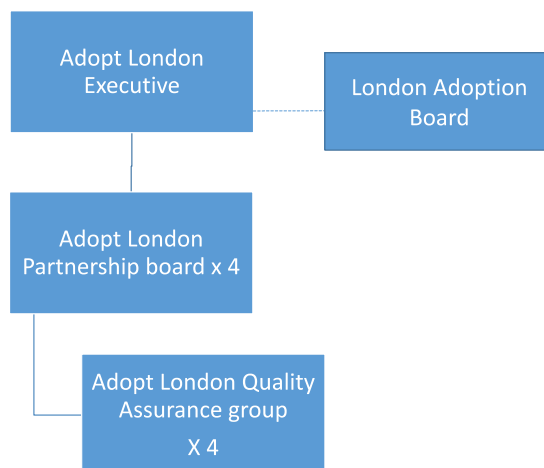 Adopt London
Executive
London Adoption
Board
Adopt London
Partnership board x 4
Adopt London Quality
Assurance group
X 4